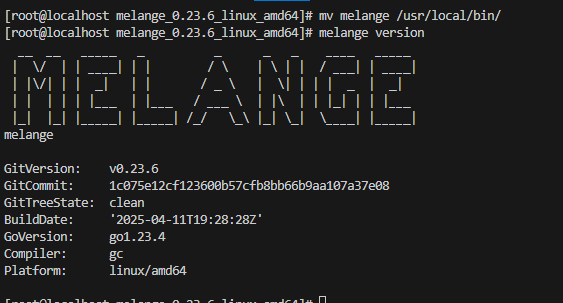 [root@localhost melange_0.23.6_linux_amd64]# mv melange /usr/local/bin/
[root@localhost melange_0.23.6_linux_amd64]# melange version
MELANGE
melange
GitVersion:    v0.23.6
GitCommit:     1c075e12cf123600b57cfb8bb66b9aa107a37e08
GitTreeState:  clean
BuildDate:     '2025-04-11T19:28:28Z'
GoVersion:     go1.23.4
Compiler:      gc
Platform:      linux/amd64
[root@localhost melange_0.23.6_linux_amd64]#